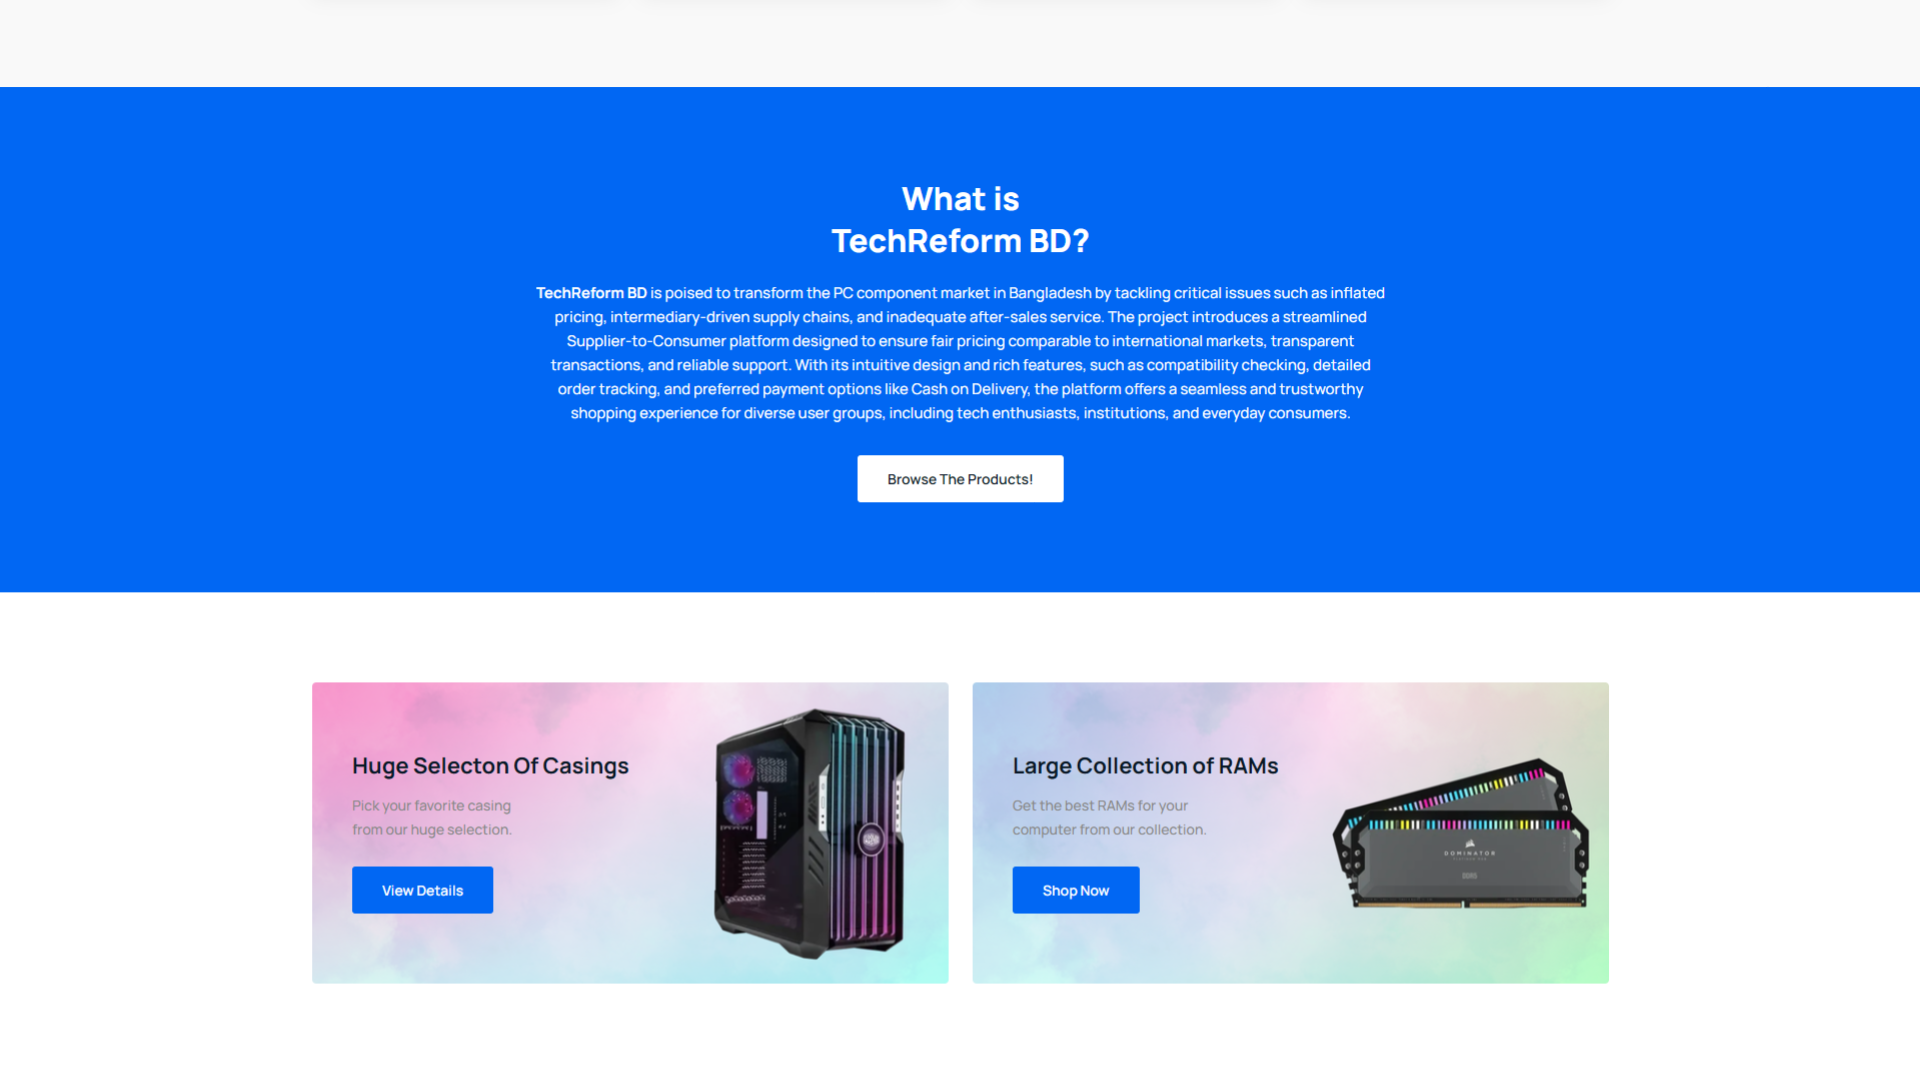 What is
TechReform BD?
TechReform BD is poised to transform the PC component market in Bangladesh by tackling critical issues such as inflated
pricing, intermediary-driven supply chains, and inadequate after-sales service. The project introduces a streamlined
Supplier-to-Consumer platform designed to ensure fair pricing comparable to international markets, transparent
transactions, and reliable support. With its intuitive design and rich features, such as compatibility checking, detailed
order tracking, and preferred payment options like Cash on Delivery, the platform offers a seamless and trustworthy
shopping experience for diverse user groups, including tech enthusiasts, institutions, and everyday consumers.
Browse The Products!
Huge Selecton Of Casings
Pick your favorite casing
from our huge selection.
View Details
Large Collection of RAMs
Get the best RAMs for your
computer from our collection.
Shop Now
DOMINATOR
DDR5